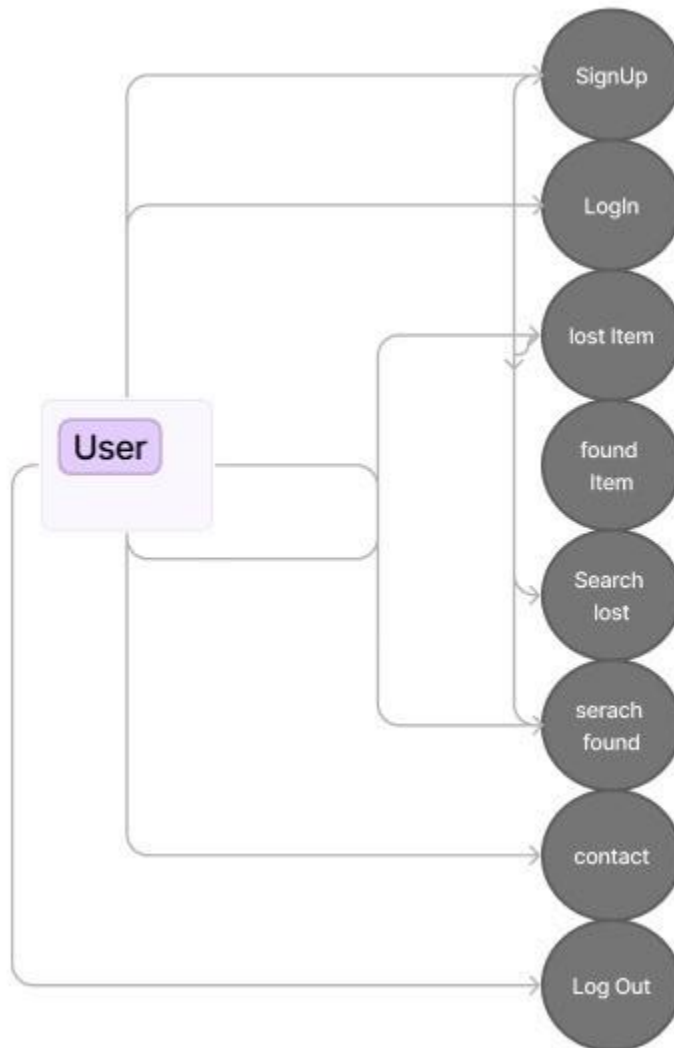 SignUp
LogIn
lost Item
User
found
Item
Search
lost
serach
found
contact
Log Out